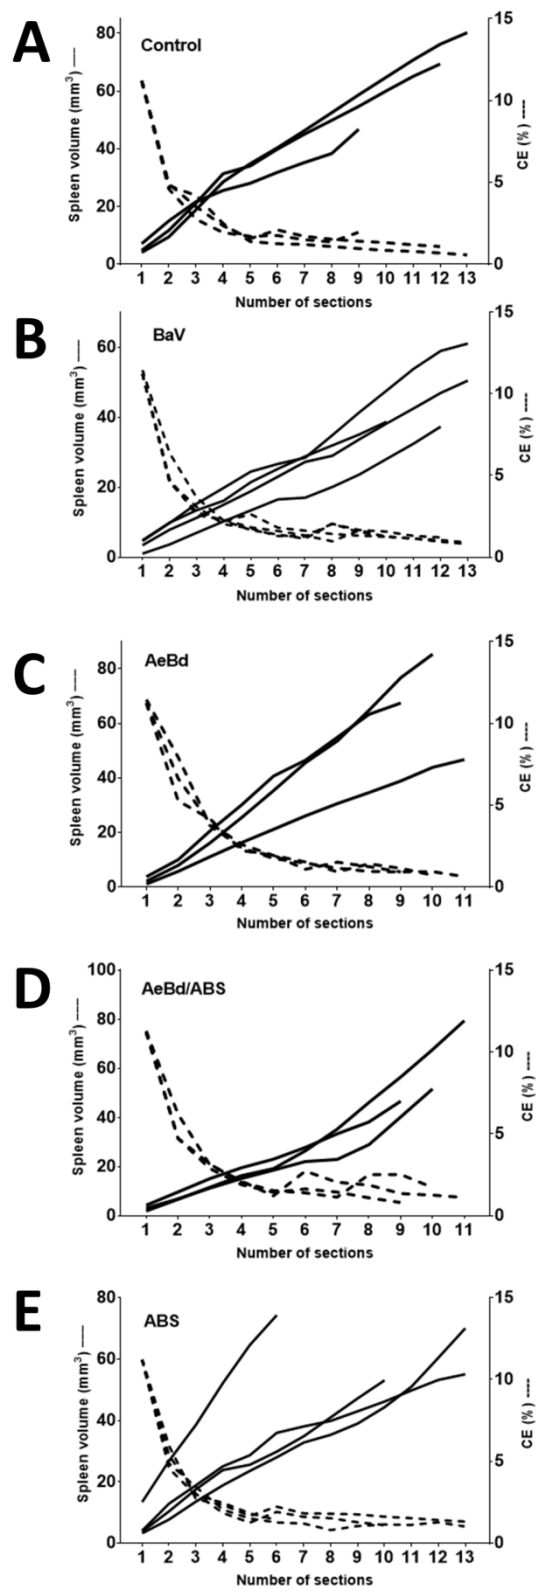 A
Control
Spleen volume (mm³) ----
80
60
40
20
0
15
10
5
0
CE (%) ----
1 2 3 4 5 6 7 8 9 10 11 12 13
Number of sections
B
BaV
Spleen volume (mm³) ----
60
40
20
0
15
10
5
0
CE (%) ----
1 2 3 4 5 6 7 8 9 10 11 12 13
Number of sections
C
AeBd
Spleen volume (mm³) ----
80
60
40
20
0
15
10
5
0
CE (%) ----
1 2 3 4 5 6 7 8 9 10 11
Number of sections
D
AeBd/ABS
Spleen volume (mm³) ----
100
80
60
40
20
0
15
10
5
0
CE (%) ----
1 2 3 4 5 6 7 8 9 10 11
Number of sections
E
ABS
Spleen volume (mm³) ----
80
60
40
20
0
15
10
5
0
CE (%) ----
1 2 3 4 5 6 7 8 9 10 11 12 13
Number of sections